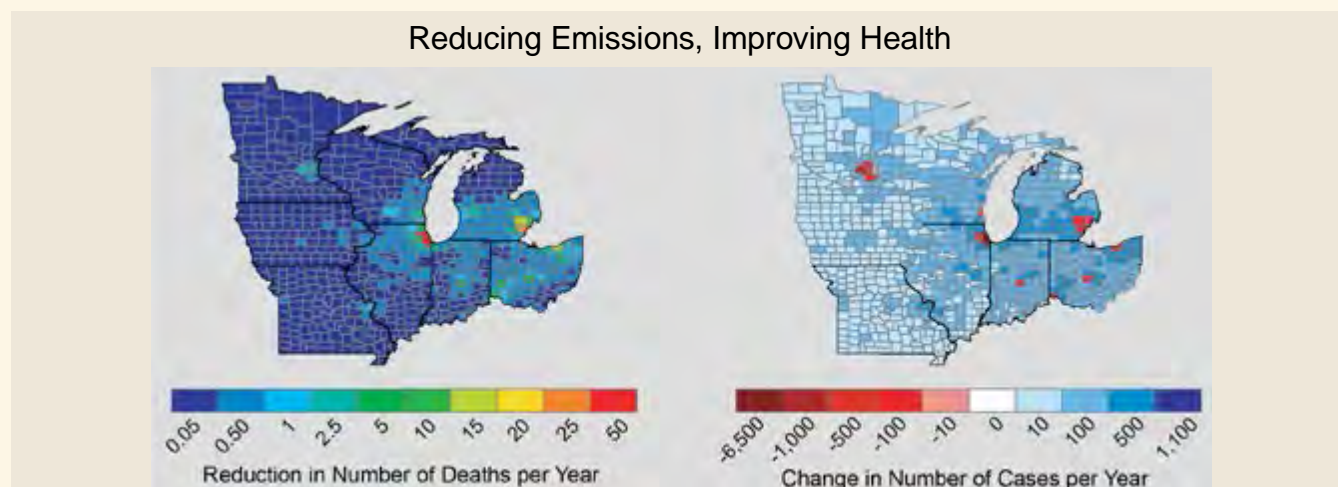 Reducing Emissions, Improving Health
0.05 0.50 1 2.5 5 10 15 20 25 50
Reduction in Number of Deaths per Year
-6,500 -1,000 -500 -100 -10 0 10 100 500 1,100
Change in Number of Cases per Year